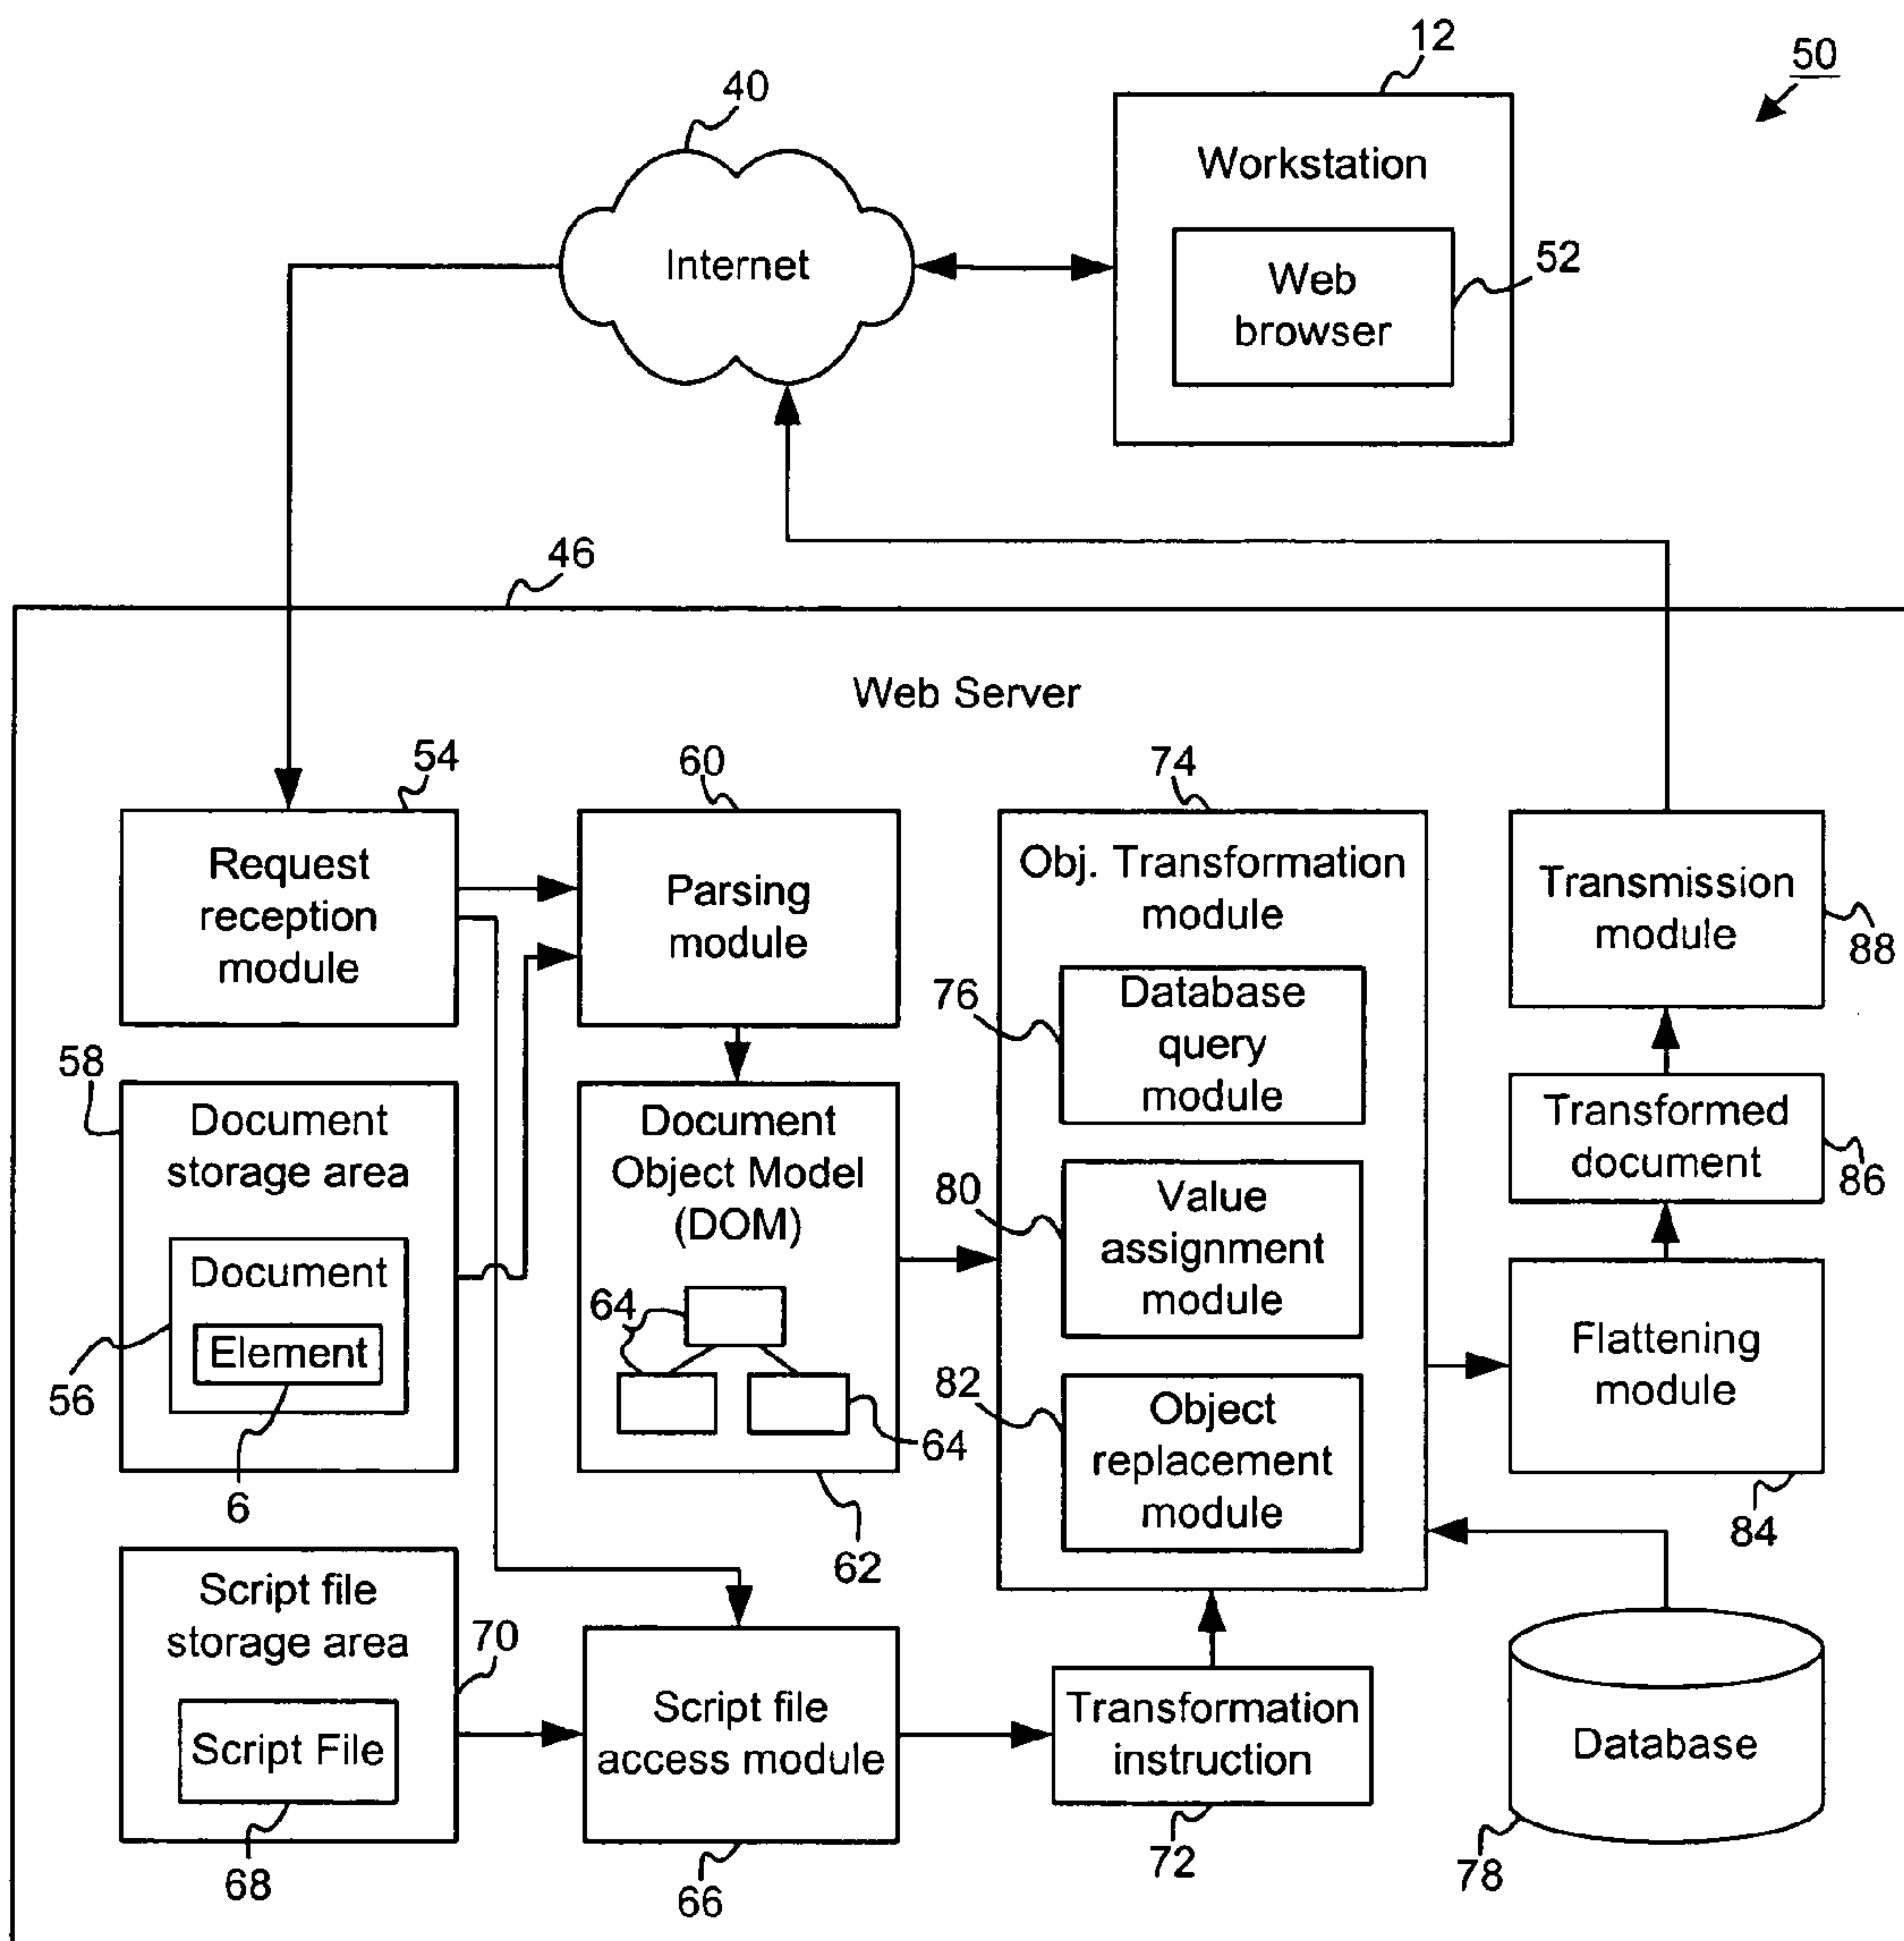 12
50
40
Workstation
Internet
52
Web
browser
46
Web Server
54
60
74
Request
reception
module
Parsing
module
Obj. Transformation
module
Transmission
module
88
76
Database
query
module
58
Document
storage area
Document
Object Model
(DOM)
Transformed
document
86
80
Value
assignment
module
Document
Element
56
6
64
64
62
Flattening
module
84
82
Object
replacement
module
Script file
storage area
70
Script File
68
Script file
access module
66
Transformation
instruction
72
Database
78